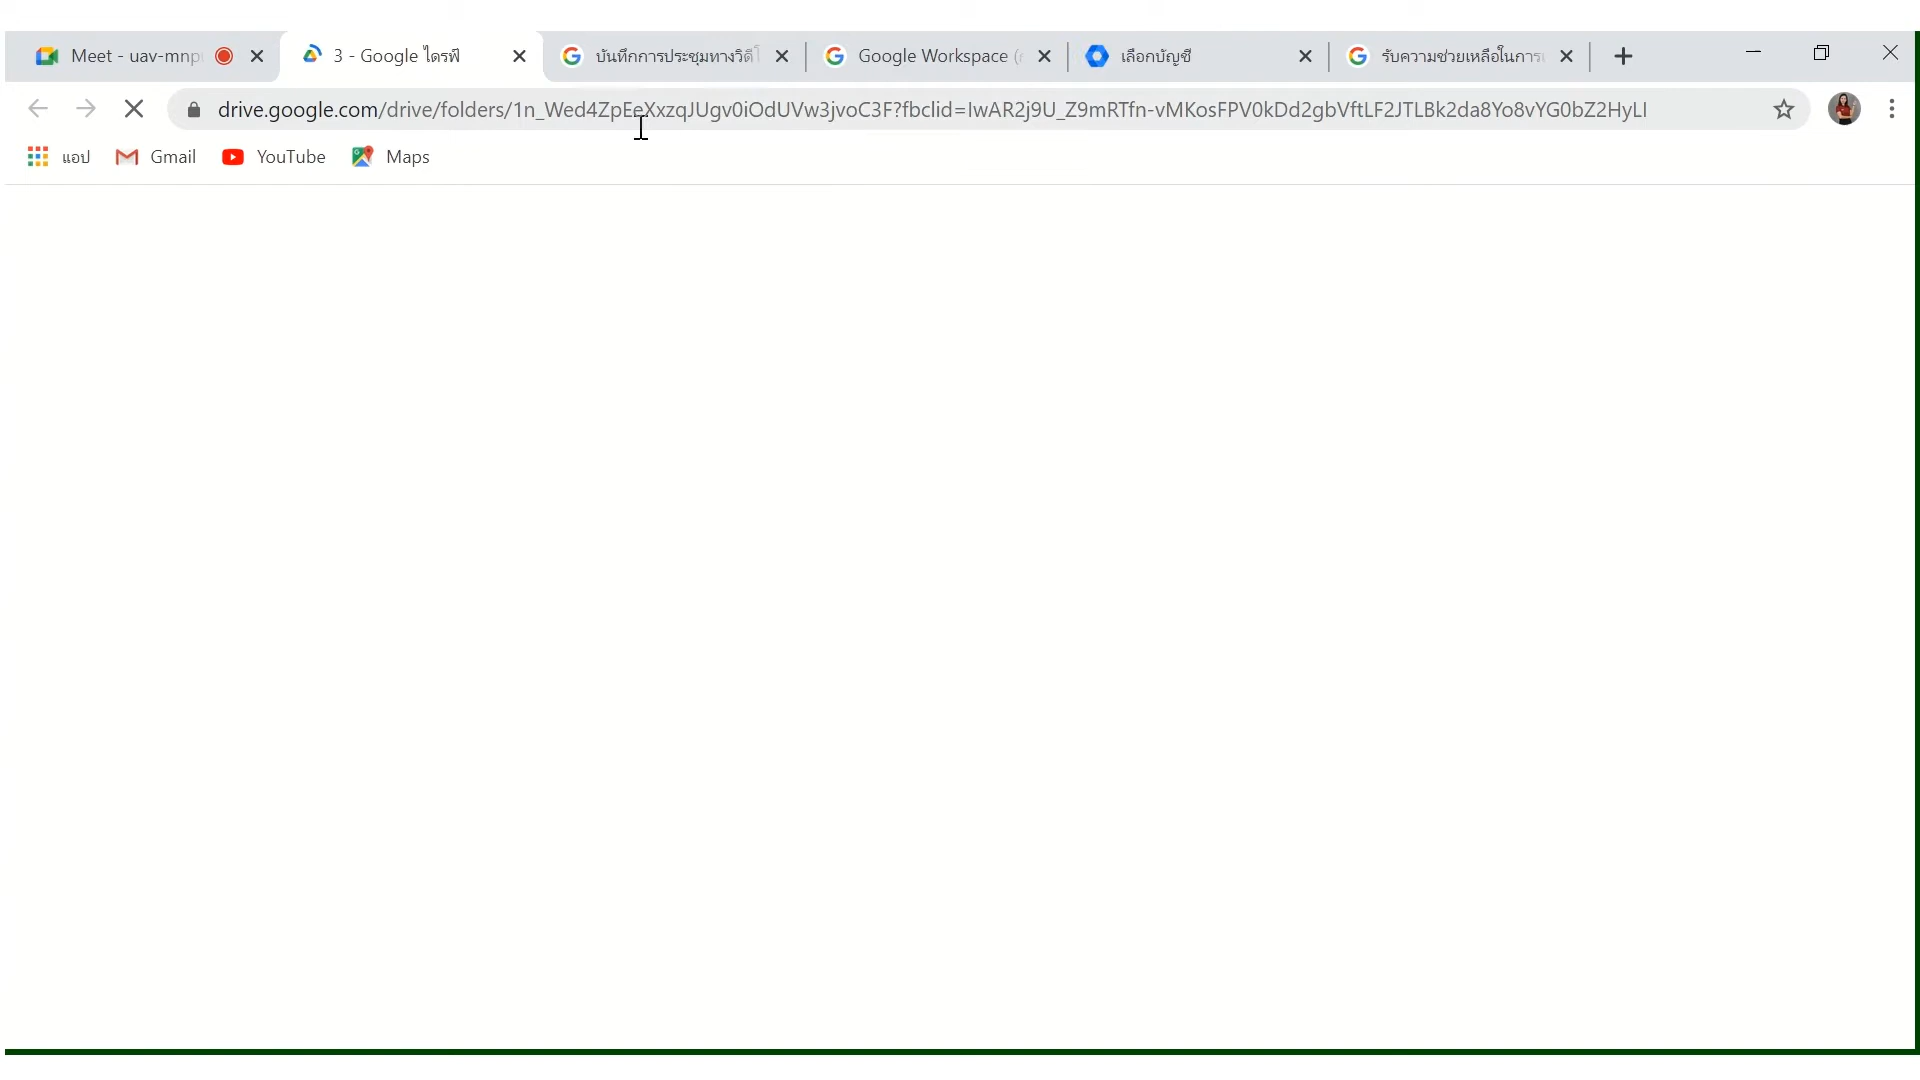 Meet - uav-mnp
3 - Google ไดรฟ์
บันทึกการประชุมทางวิดีโ
Google Workspace (
เลือกบัญชี
รับความช่วยเหลือในการ
drive.google.com/drive/folders/1n_Wed4ZpEeXxzqJUgv0iOdUVw3jvoC3F?fbclid=IwAR2j9U_Z9mRTfn-vMKosFPV0kDd2gbVftLF2JTLBk2da8Yo8vYG0bZ2HyLI
แอป
Gmail
YouTube
Maps